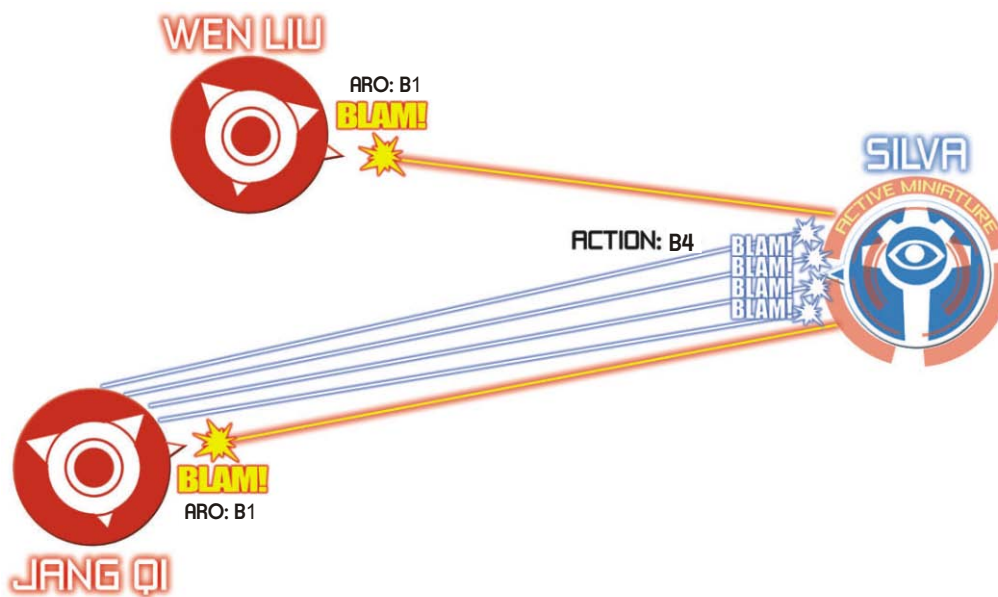 WEN LIU
ARO: B1
BLAM!
SILVA
ACTIVE MINIATURE
ACTION: B4
BLAM!
BLAM!
BLAM!
BLAM!
BLAM!
ARO: B1
JANG QI